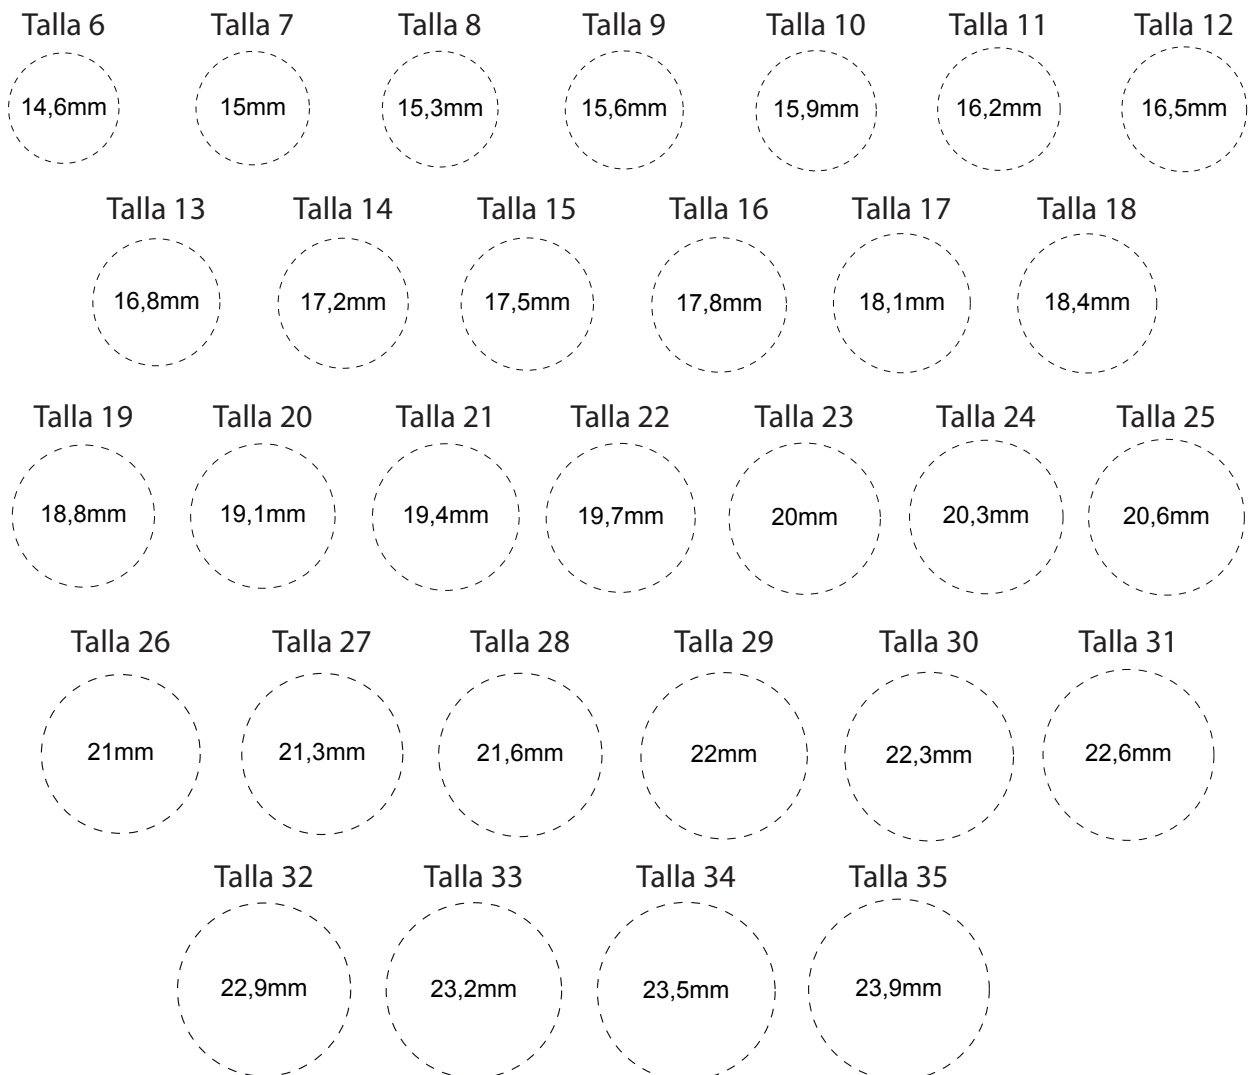 Talla 6 Talla 7 Talla 8 Talla 9 Talla 10 Talla 11 Talla 12
14,6mm 15mm 15,3mm 15,6mm 15,9mm 16,2mm 16,5mm
Talla 13 Talla 14 Talla 15 Talla 16 Talla 17 Talla 18
16,8mm 17,2mm 17,5mm 17,8mm 18,1mm 18,4mm
Talla 19 Talla 20 Talla 21 Talla 22 Talla 23 Talla 24 Talla 25
18,8mm 19,1mm 19,4mm 19,7mm 20mm 20,3mm 20,6mm
Talla 26 Talla 27 Talla 28 Talla 29 Talla 30 Talla 31
21mm 21,3mm 21,6mm 22mm 22,3mm 22,6mm
Talla 32 Talla 33 Talla 34 Talla 35
22,9mm 23,2mm 23,5mm 23,9mm